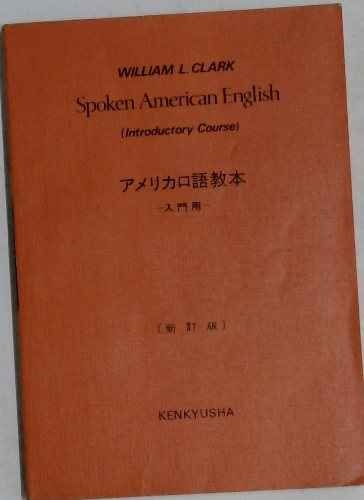 WILLIAM L. CLARK
Spoken American English
(Introductory Course)
アメリカ口語教本
-入門用-
〔新訂版〕
KENKYUSHA